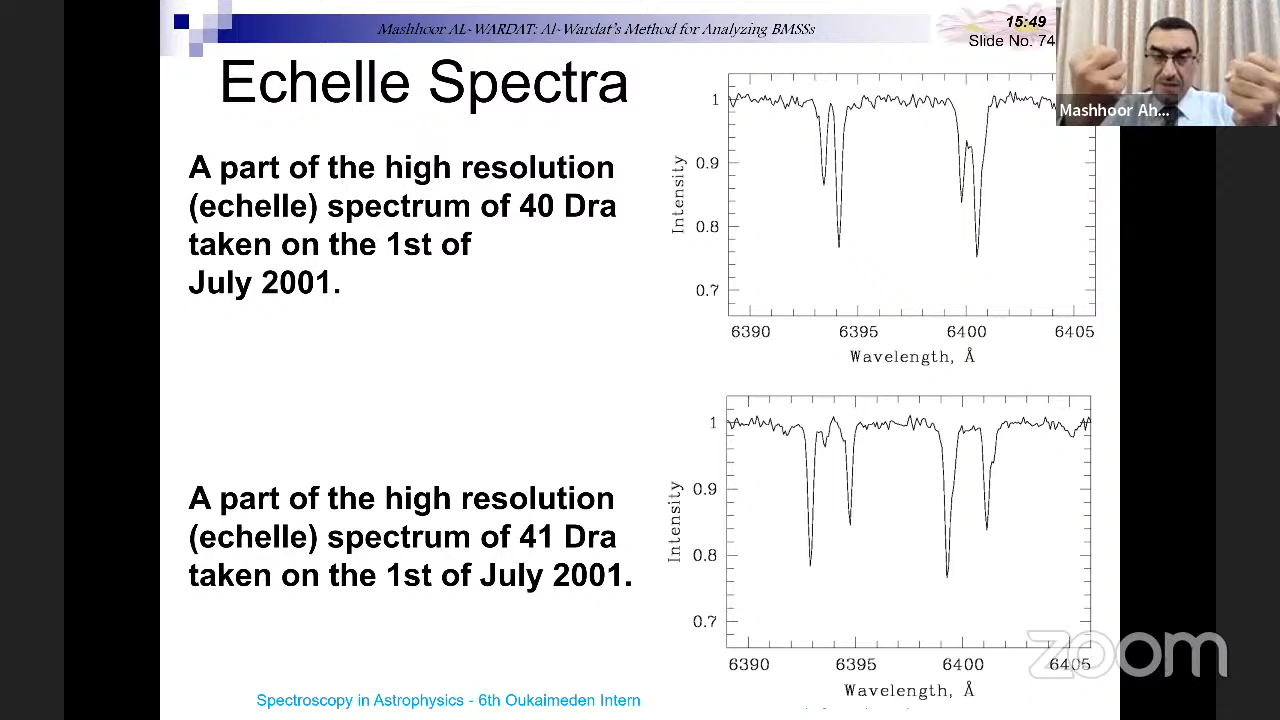 Mashhoor AL-WARDAT: Al-Wardat's Method for Analyzing BMSSs
15:49
Slide No. 74
Mashhoor Ah...
Echelle Spectra
A part of the high resolution
(echelle) spectrum of 40 Dra
taken on the 1st of
July 2001.
1
0.9
0.8
0.7
Intensity
6390 6395 6400 6405
Wavelength, Å
A part of the high resolution
(echelle) spectrum of 41 Dra
taken on the 1st of July 2001.
1
0.9
0.8
0.7
Intensity
6390 6395 6400 6405
Wavelength, Å
zoom
Spectroscopy in Astrophysics - 6th Oukaimeden Intern